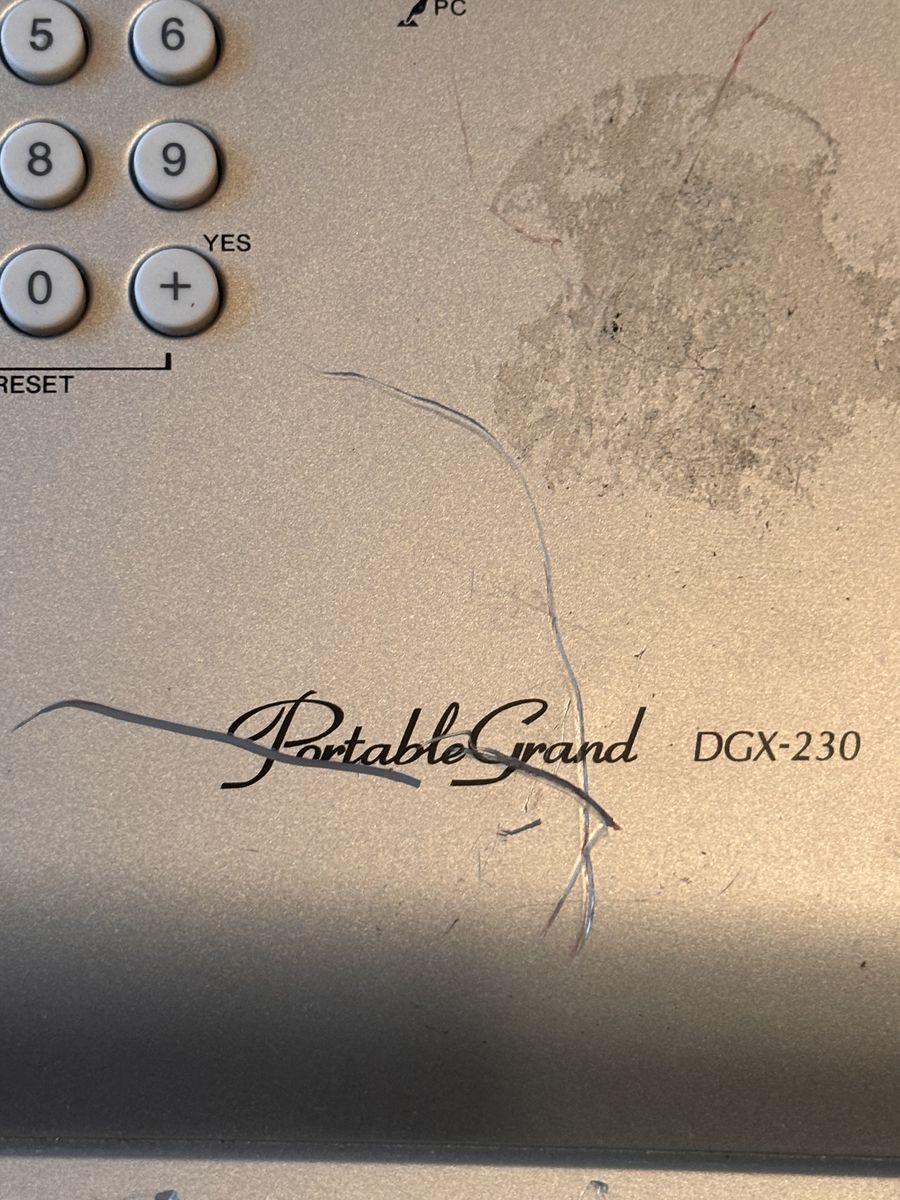 PC
5 6
8 9
YES
0 +
RESET
PortableGrand DGX-230